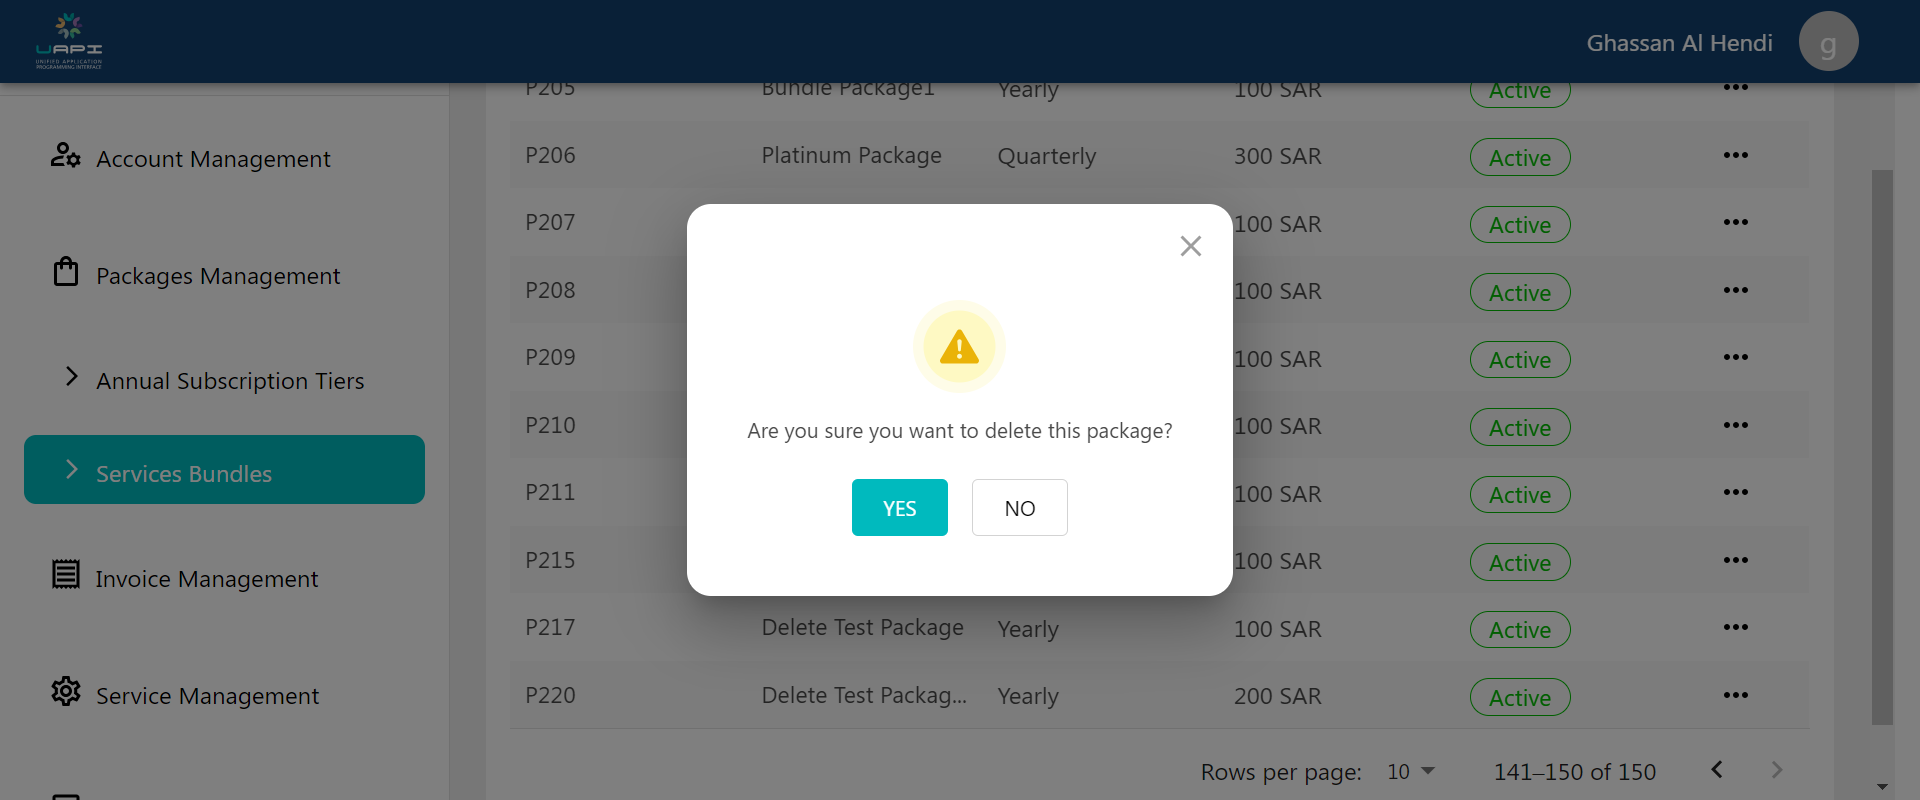 UAPI
UNIFIED APPLICATION
PROGRAMMING INTERFACE
Ghassan Al Hendi
g
Account Management
Packages Management
Annual Subscription Tiers
Services Bundles
Invoice Management
Service Management
P205 Bundle Package1 Yearly 100 SAR Active
P206 Platinum Package Quarterly 300 SAR Active
P207 100 SAR Active
P208 100 SAR Active
P209 100 SAR Active
P210 100 SAR Active
P211 100 SAR Active
P215 100 SAR Active
P217 Delete Test Package Yearly 100 SAR Active
P220 Delete Test Packag... Yearly 200 SAR Active
Rows per page: 10 141–150 of 150
Are you sure you want to delete this package?
YES NO